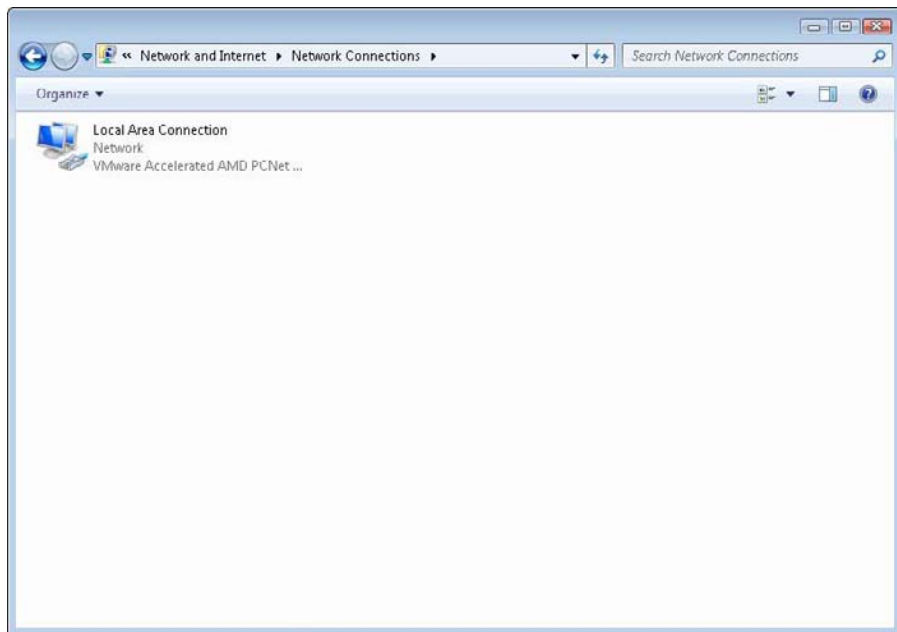 « Network and Internet ▸ Network Connections ▸
Search Network Connections
Organize
Local Area Connection
Network
VMware Accelerated AMD PCNet ...